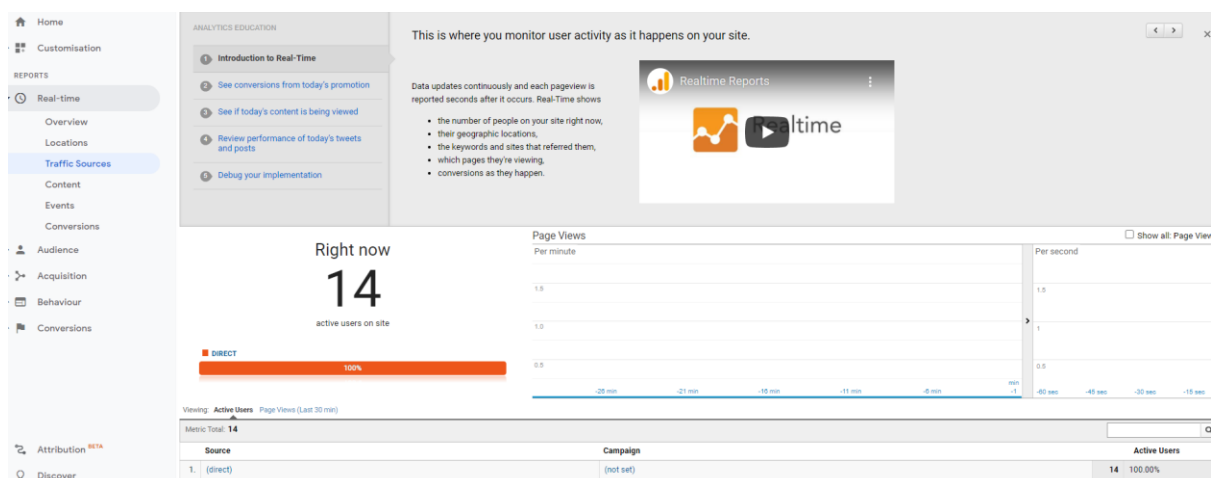 Home
Customisation
REPORTS
Real-time
Overview
Locations
Traffic Sources
Content
Events
Conversions
Audience
Acquisition
Behaviour
Conversions
Attribution BETA
Discover
ANALYTICS EDUCATION
1 Introduction to Real-Time
2 See conversions from today's promotion
3 See if today's content is being viewed
4 Review performance of today's tweets
and posts
5 Debug your implementation
This is where you monitor user activity as it happens on your site.
Data updates continuously and each pageview is
reported seconds after it occurs. Real-Time shows
• the number of people on your site right now,
• their geographic locations,
• the keywords and sites that referred them,
• which pages they're viewing,
• conversions as they happen.
Realtime Reports
Right now
14
active users on site
DIRECT
100%
Page Views
Show all: Page View
Per minute
1.5
1.0
0.5
-26 min -21 min -16 min -11 min -6 min
min
-1
Per second
1.5
1
0.5
-60 sec -45 sec -30 sec -15 sec
Viewing: Active Users Page Views (Last 30 min)
Metric Total: 14
Source Campaign Active Users
1. (direct) (not set) 14 100.00%